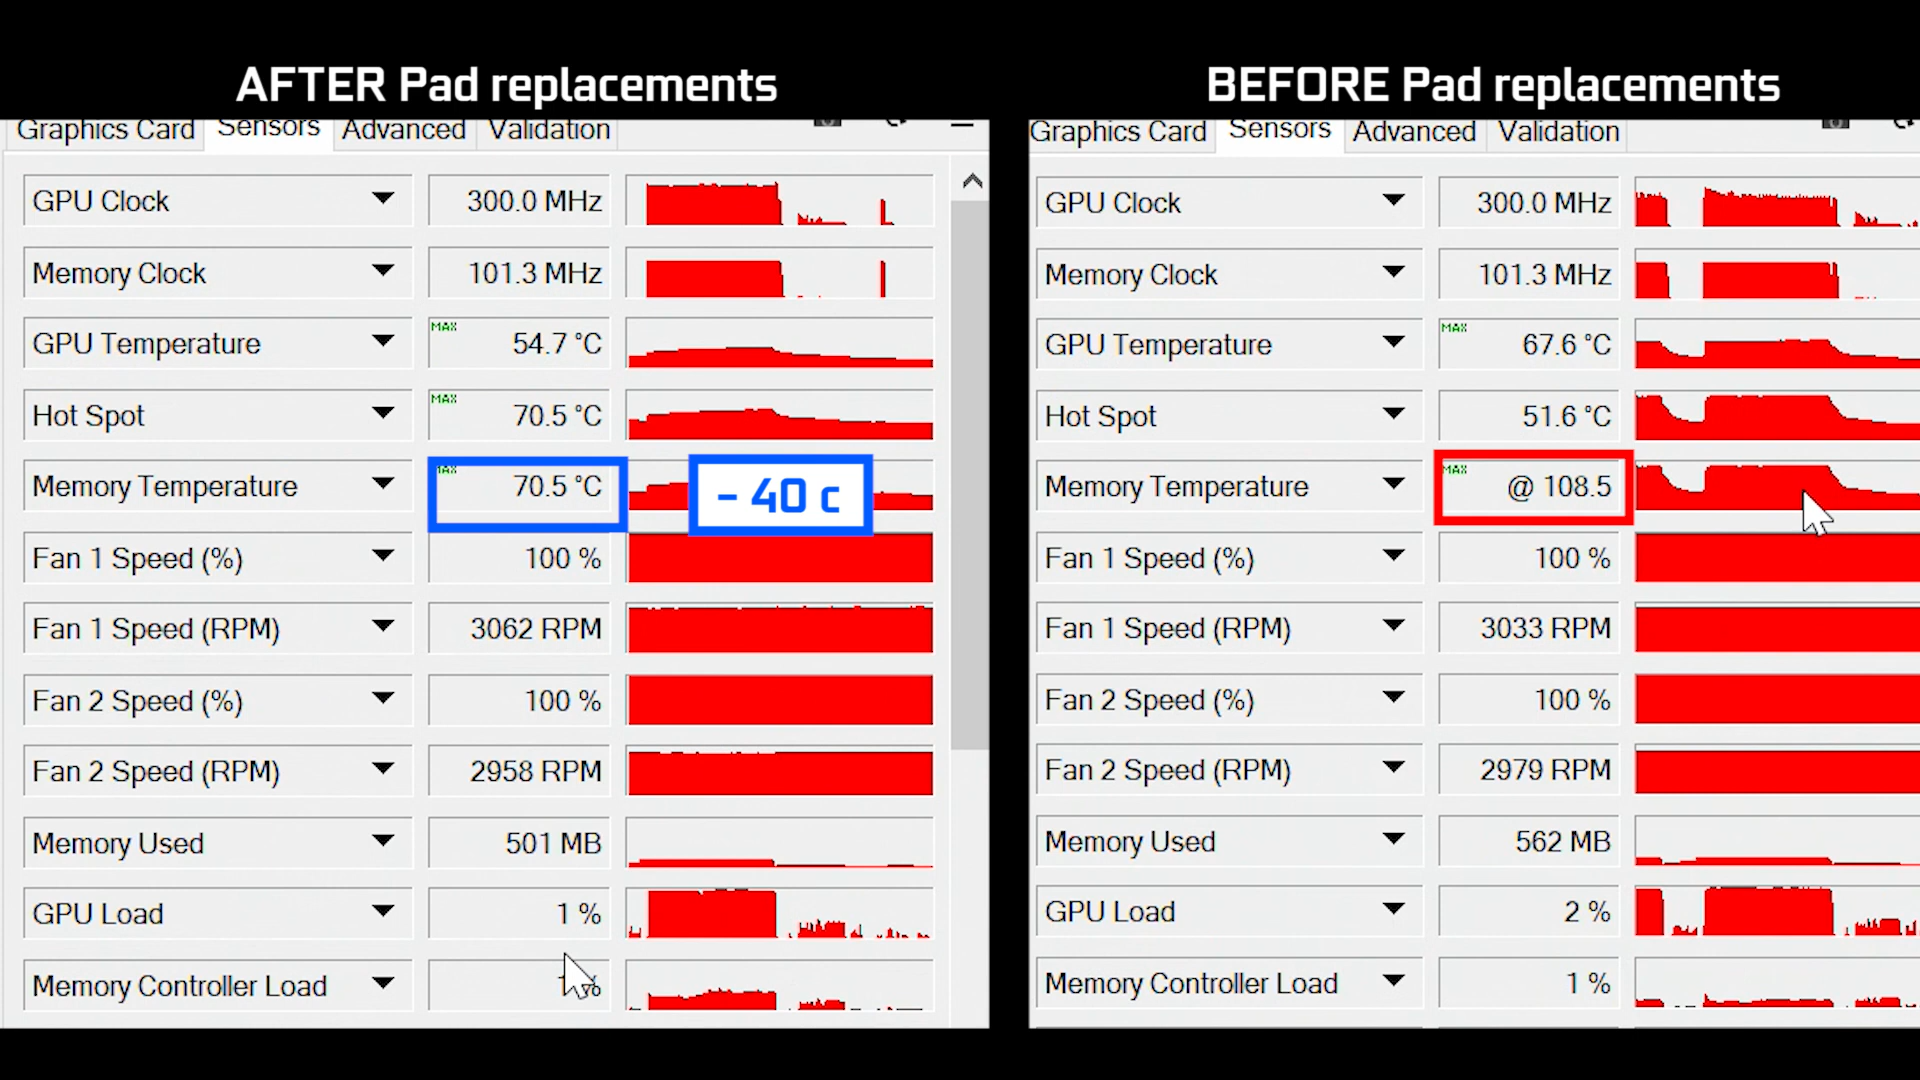 AFTER Pad replacements
Graphics Card Sensors Advanced Validation
GPU Clock 300.0 MHz
Memory Clock 101.3 MHz
GPU Temperature MAX 54.7 °C
Hot Spot MAX 70.5 °C
Memory Temperature MAX 70.5 °C - 40 c
Fan 1 Speed (%) 100 %
Fan 1 Speed (RPM) 3062 RPM
Fan 2 Speed (%) 100 %
Fan 2 Speed (RPM) 2958 RPM
Memory Used 501 MB
GPU Load 1 %
Memory Controller Load %
BEFORE Pad replacements
Graphics Card Sensors Advanced Validation
GPU Clock 300.0 MHz
Memory Clock 101.3 MHz
GPU Temperature MAX 67.6 °C
Hot Spot 51.6 °C
Memory Temperature MAX @ 108.5
Fan 1 Speed (%) 100 %
Fan 1 Speed (RPM) 3033 RPM
Fan 2 Speed (%) 100 %
Fan 2 Speed (RPM) 2979 RPM
Memory Used 562 MB
GPU Load 2 %
Memory Controller Load 1 %